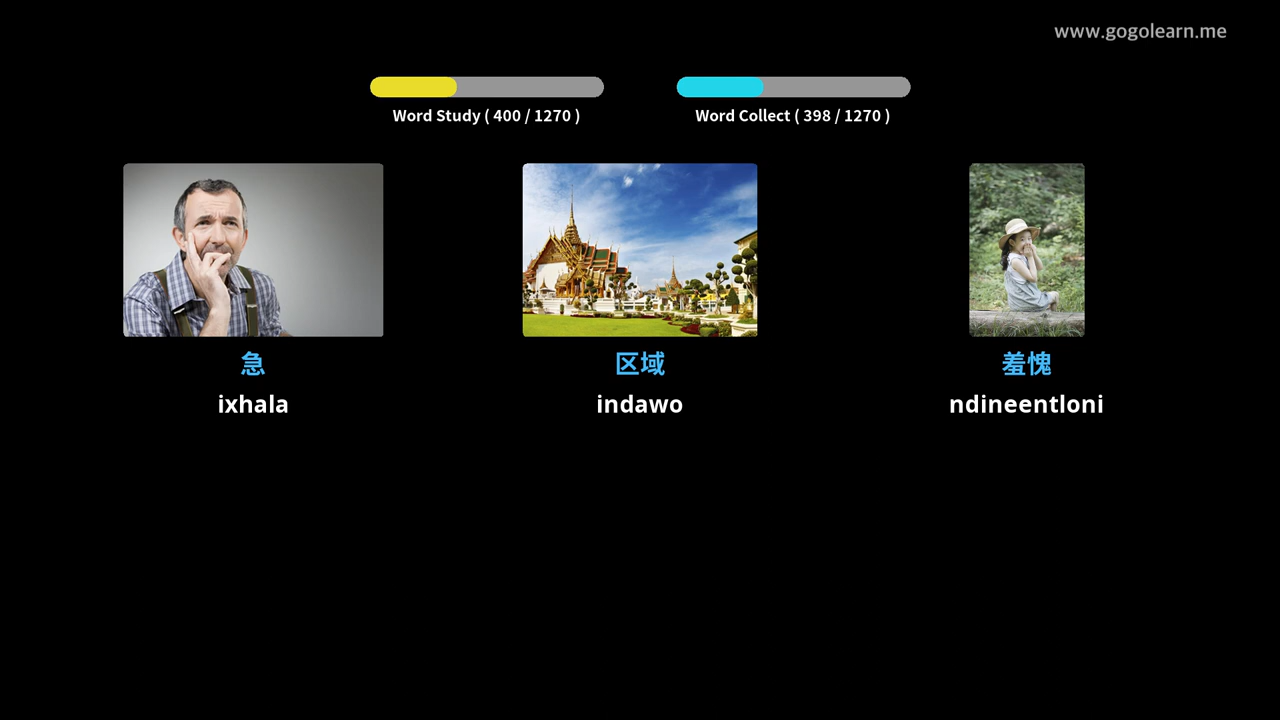 www.gogolearn.me
Word Study ( 400 / 1270 )
Word Collect ( 398 / 1270 )
急
ixhala
区域
indawo
羞愧
ndineentloni